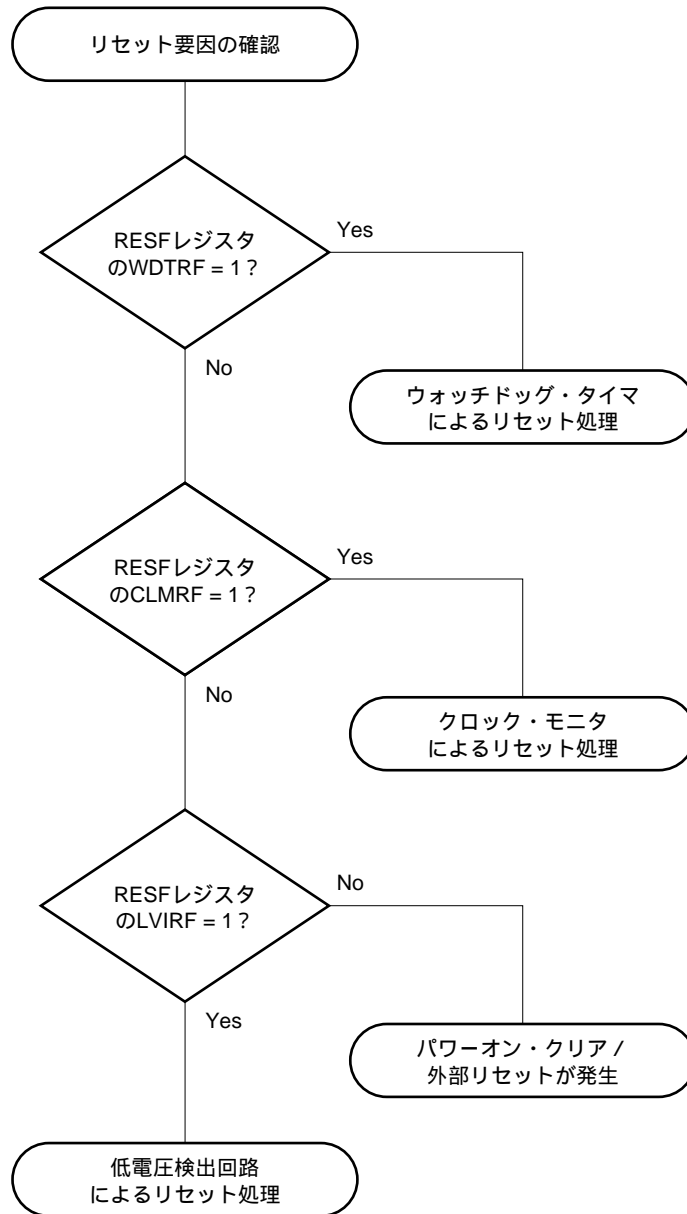 リセット要因の確認
RESFレジスタ
のWDTRF = 1？
Yes
No
ウォッチドッグ・タイマ
によるリセット処理
RESFレジスタ
のCLMRF = 1？
Yes
No
クロック・モニタ
によるリセット処理
RESFレジスタ
のLVIRF = 1？
No
Yes
パワーオン・クリア /
外部リセットが発生
低電圧検出回路
によるリセット処理